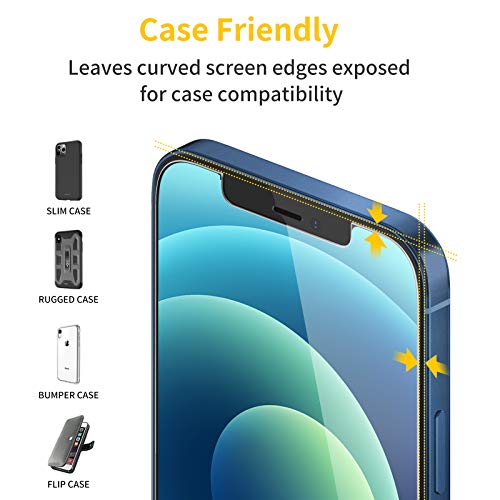 Case Friendly
Leaves curved screen edges exposed
for case compatibility
SLIM CASE
RUGGED CASE
BUMPER CASE
FLIP CASE